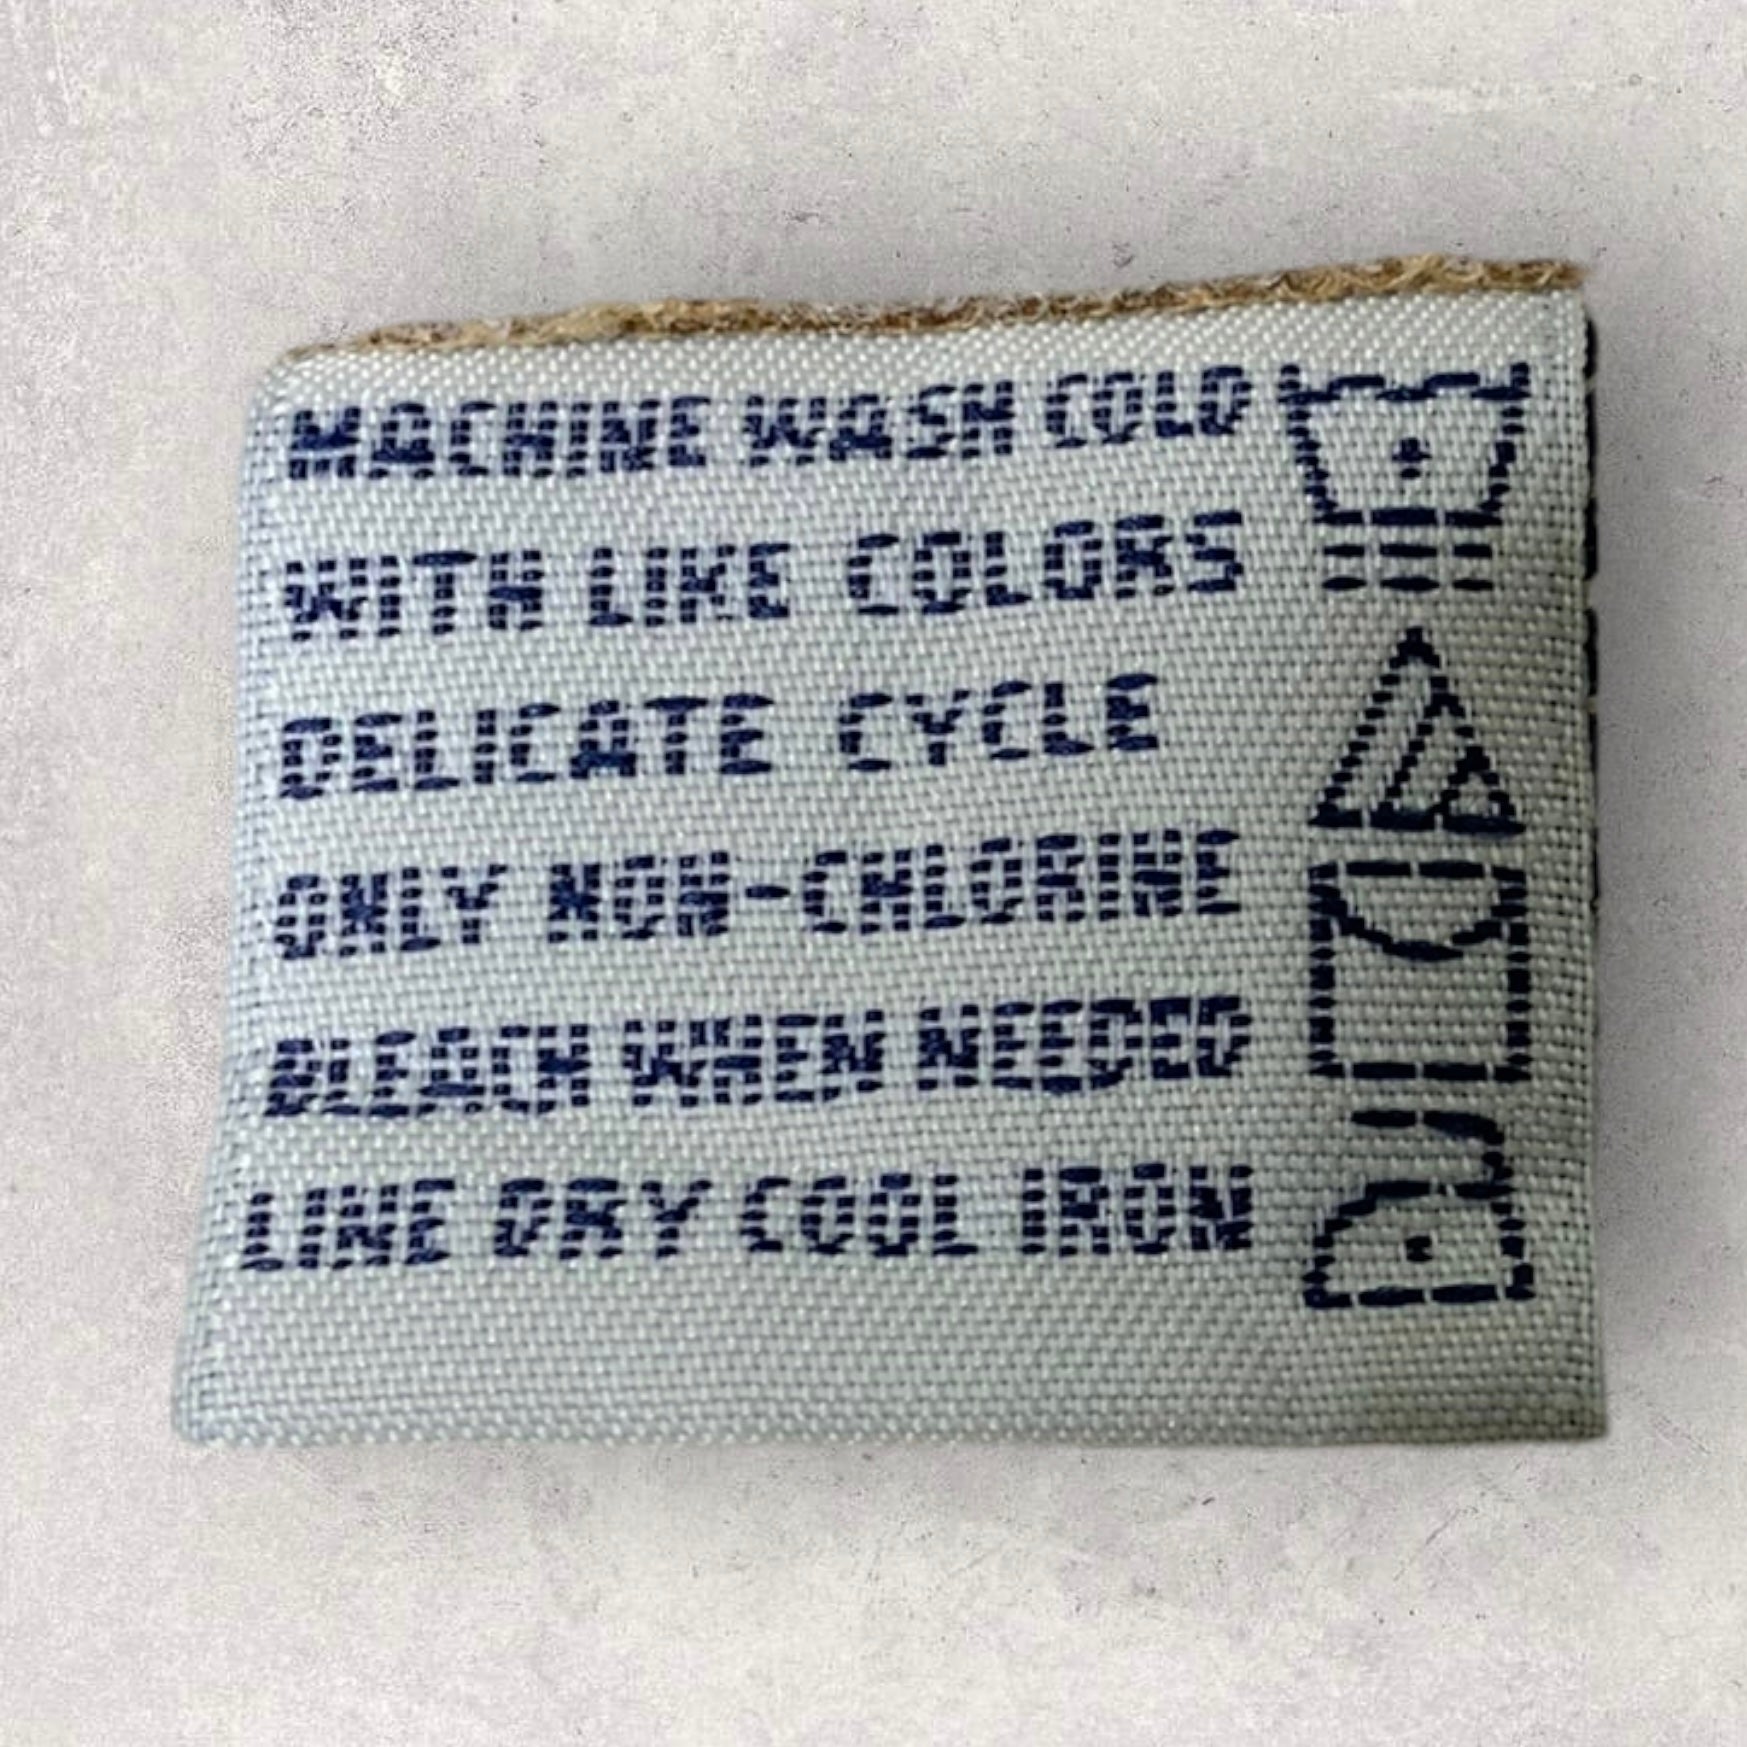 MACHINE WASH COLD
WITH LIKE COLORS
DELICATE CYCLE
ONLY NON-CHLORINE
BLEACH WHEN NEEDED
LINE DRY COOL IRON